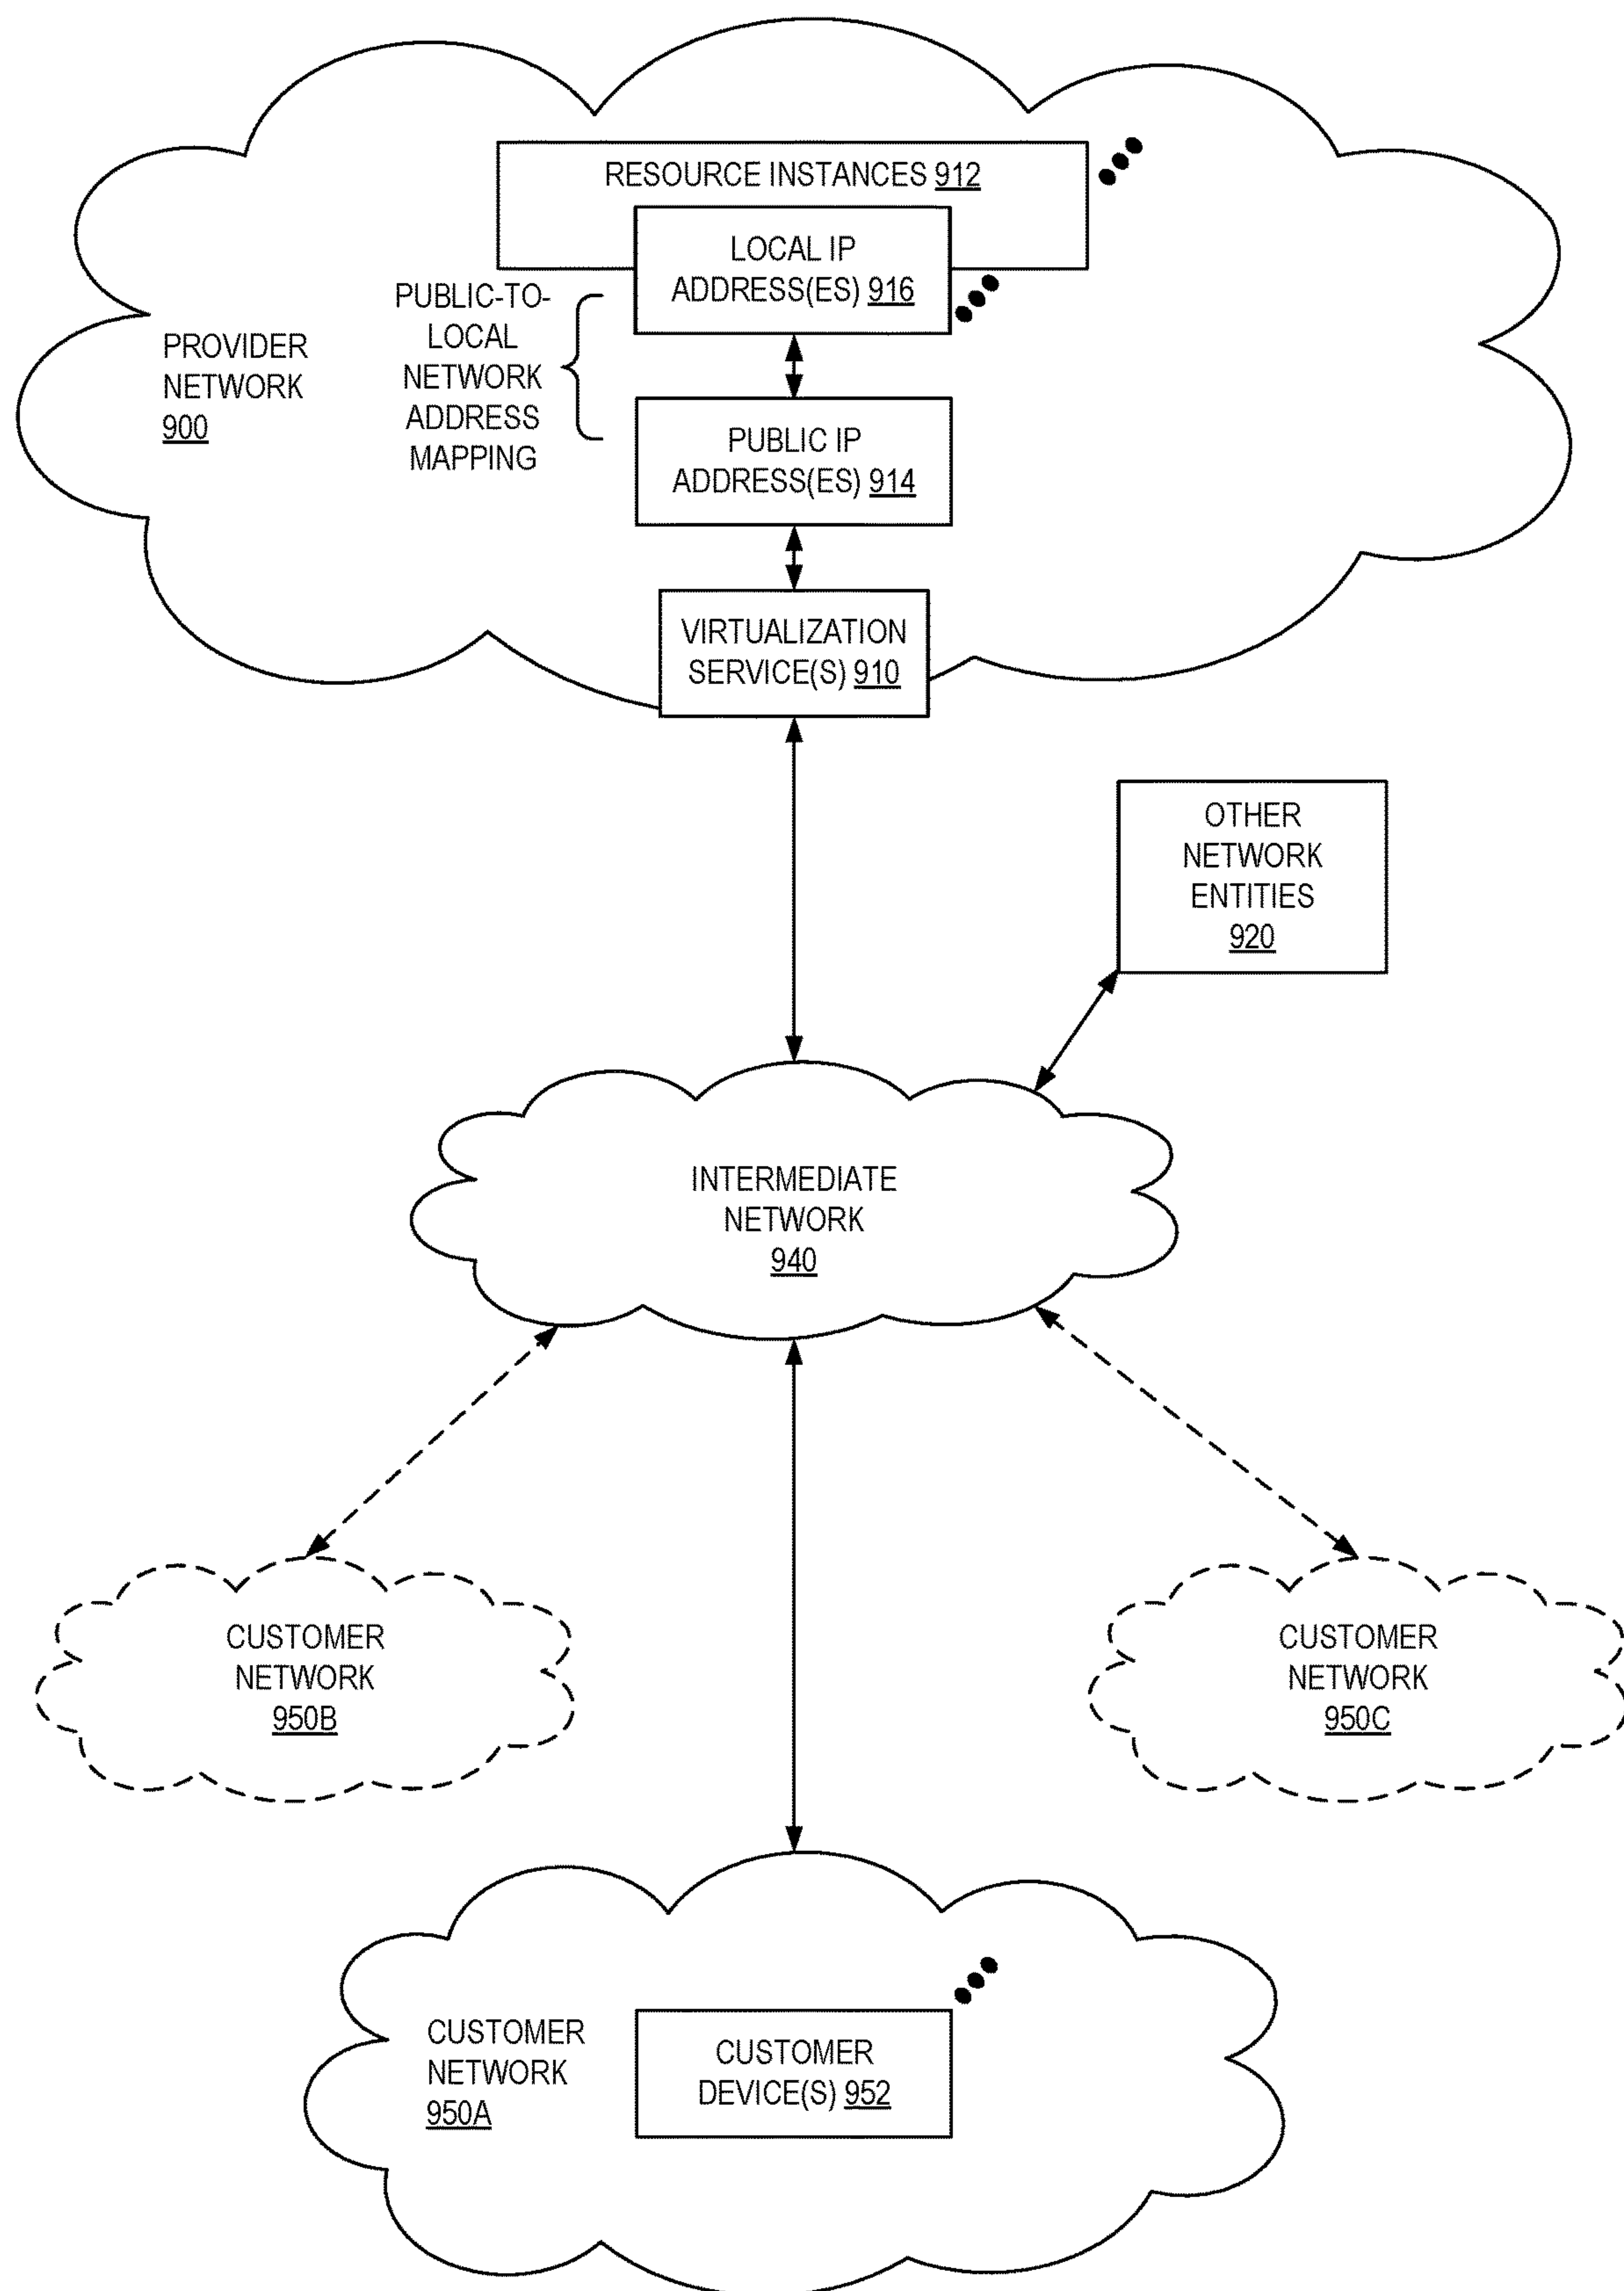 RESOURCE INSTANCES 912
LOCAL IP
ADDRESS(ES) 916
PUBLIC-TO-
LOCAL
NETWORK
ADDRESS
MAPPING
PROVIDER
NETWORK
900
PUBLIC IP
ADDRESS(ES) 914
VIRTUALIZATION
SERVICE(S) 910
OTHER
NETWORK
ENTITIES
920
INTERMEDIATE
NETWORK
940
CUSTOMER
NETWORK
950B
CUSTOMER
NETWORK
950C
CUSTOMER
NETWORK
950A
CUSTOMER
DEVICE(S) 952